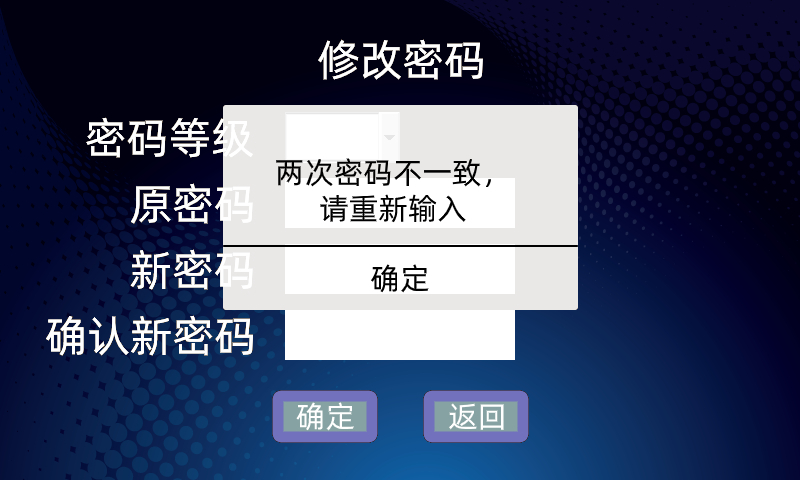 修改密码
密码等级
两次密码不一致，
请重新输入
原密码
新密码
确定
确认新密码
确定
返回